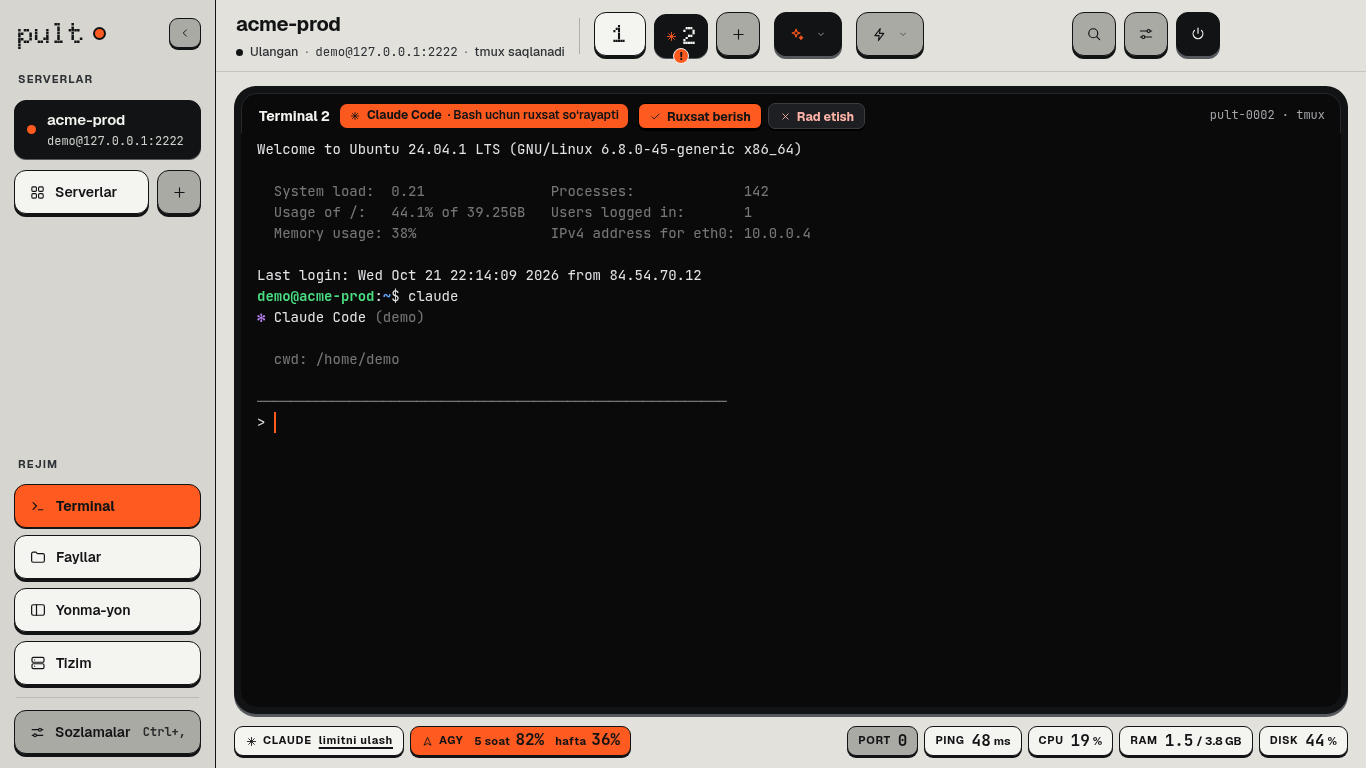 pult
SERVERLAR
acme-prod
demo@127.0.0.1:2222
Serverlar
REJIM
Terminal
Fayllar
Yonma-yon
Tizim
Sozlamalar Ctrl+,
acme-prod
Ulangan · demo@127.0.0.1:2222 · tmux saqlanadi
1
2
!
Terminal 2 Claude Code · Bash uchun ruxsat so‘rayapti Ruxsat berish Rad etish pult-0002 · tmux
Welcome to Ubuntu 24.04.1 LTS (GNU/Linux 6.8.0-45-generic x86_64)
System load: 0.21 Processes: 142
Usage of /: 44.1% of 39.25GB Users logged in: 1
Memory usage: 38% IPv4 address for eth0: 10.0.0.4
Last login: Wed Oct 21 22:14:09 2026 from 84.54.70.12
demo@acme-prod:~$ claude
✻ Claude Code (demo)
cwd: /home/demo
>
CLAUDE limitni ulash AGY 5 soat 82% hafta 36% PORT 0 PING 48 ms CPU 19 % RAM 1.5 / 3.8 GB DISK 44 %